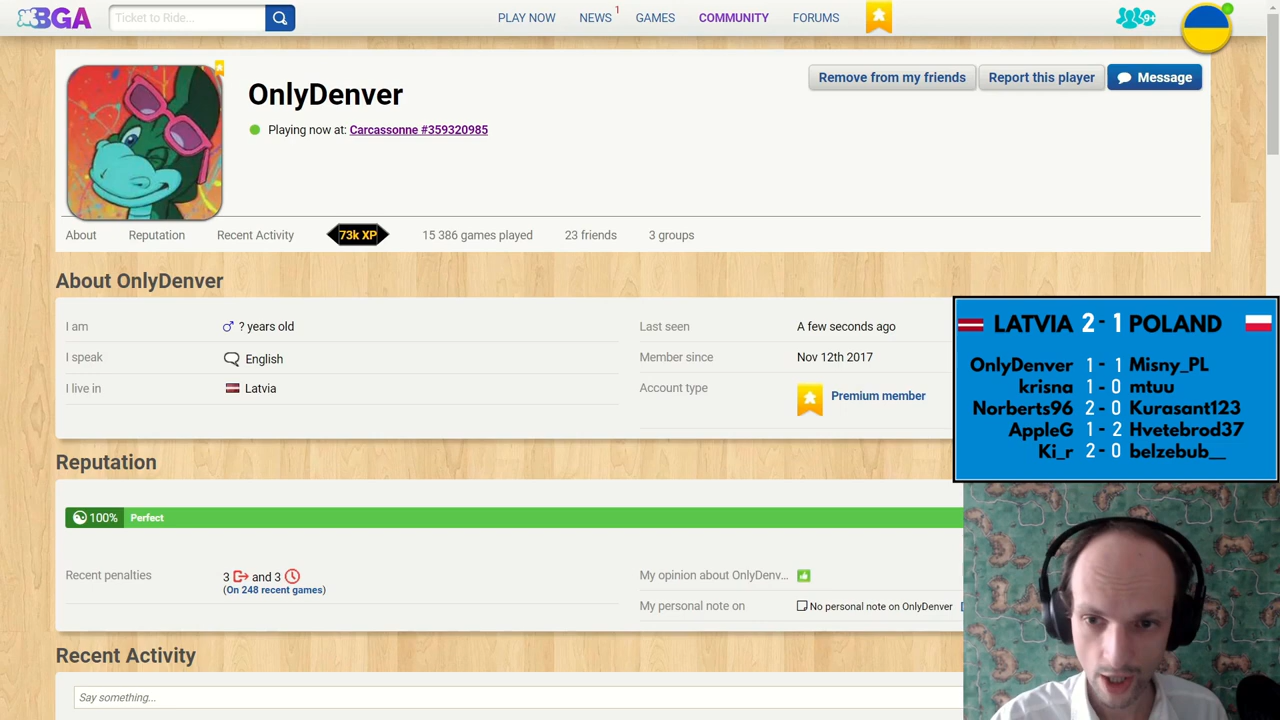 BGA
Ticket to Ride...
PLAY NOW
NEWS 1
GAMES
COMMUNITY
FORUMS
9+
OnlyDenver
Remove from my friends
Report this player
Message
Playing now at: Carcassonne #359320985
About
Reputation
Recent Activity
73k XP
15 386 games played
23 friends
3 groups
About OnlyDenver
I am ♂ ? years old
I speak English
I live in Latvia
Last seen A few seconds ago
Member since Nov 12th 2017
Account type Premium member
LATVIA 2 - 1 POLAND
OnlyDenver 1 - 1 Misny_PL
krisna 1 - 0 mtuu
Norberts96 2 - 0 Kurasant123
AppleG 1 - 2 Hvetebrod37
Ki_r 2 - 0 belzebub__
Reputation
100% Perfect
Recent penalties 3 and 3
(On 248 recent games)
My opinion about OnlyDenv...
My personal note on No personal note on OnlyDenver
Recent Activity
Say something...